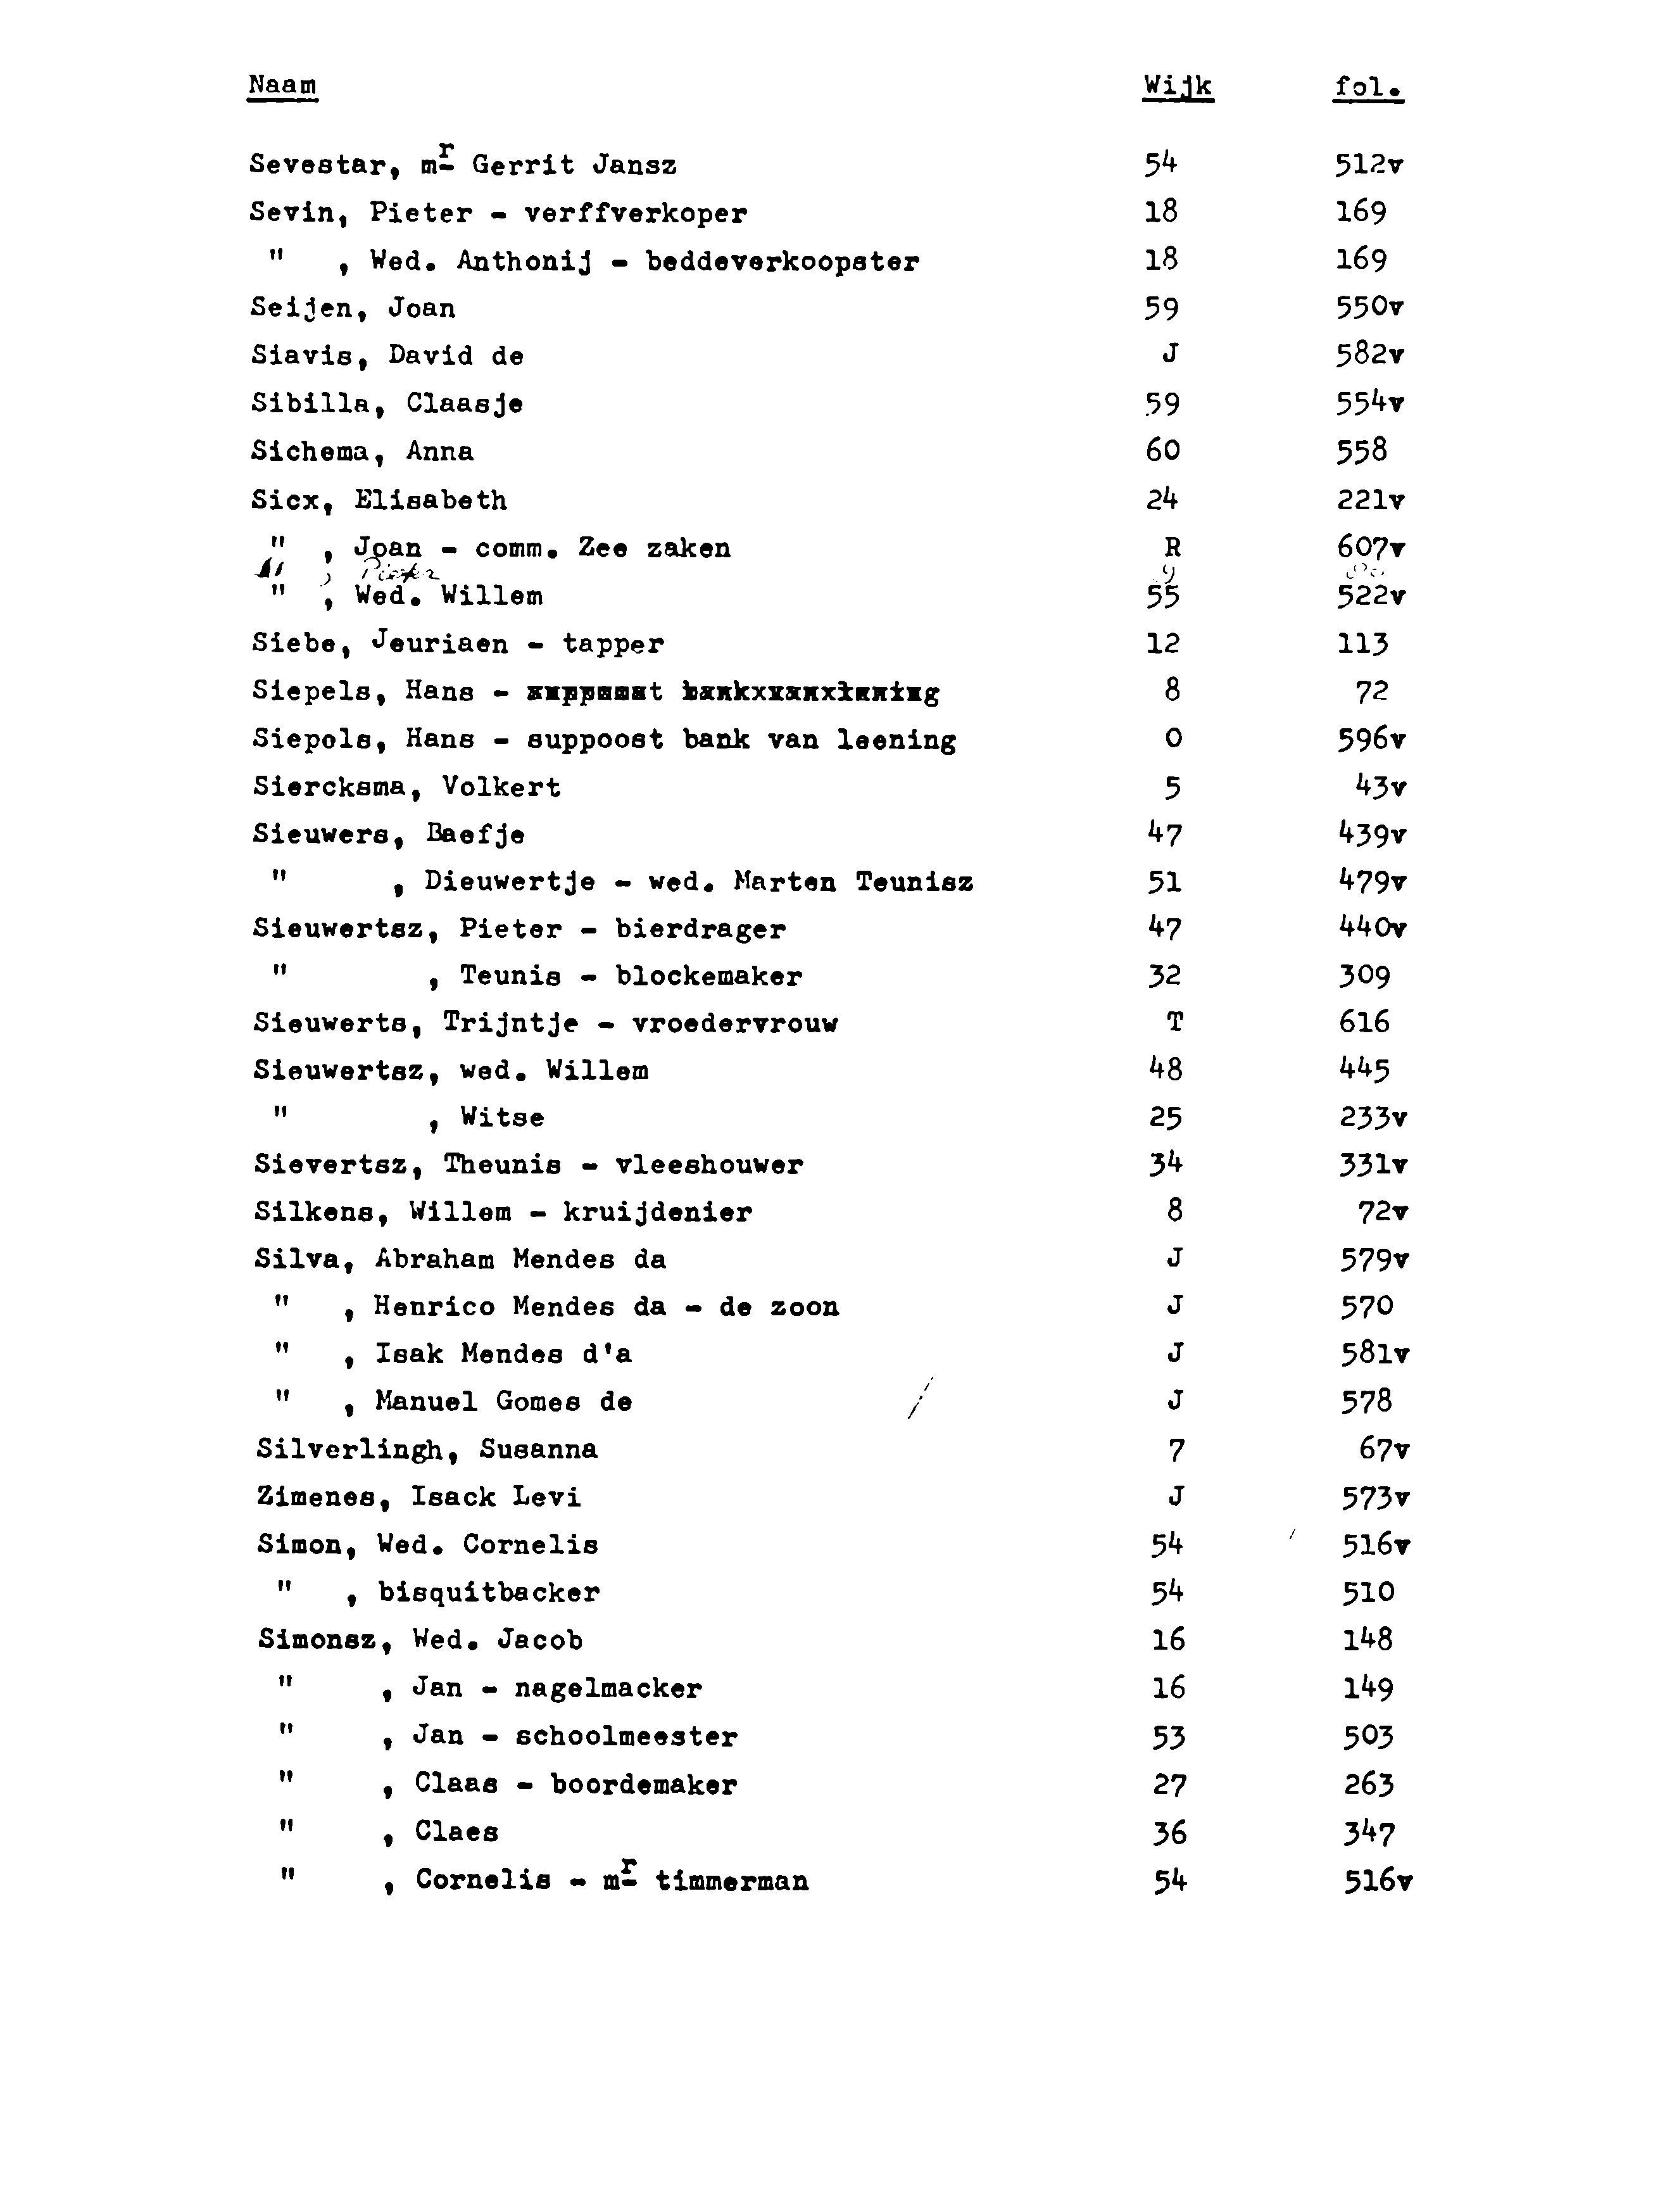 Naam Wijk fol.
Sevestar, mr Gerrit Jansz 54 512v
Sevin, Pieter - verffverkoper 18 169
" , Wed. Anthonij - beddeverkoopster 18 169
Seijen, Joan 59 550v
Siavis, David de J 582v
Sibilla, Claasje 59 554v
Sichema, Anna 60 558
Sicx, Elisabeth 24 221v
" , Joan - comm. Zee zaken R 607v
" , Pieter 9
" , Wed. Willem 55 522v
Siebe, Jeuriaen - tapper 12 113
Siepels, Hans - 8 72
Siepols, Hans - suppoost bank van leening O 596v
Siercksma, Volkert 5 43v
Sieuwers, Baefje 47 439v
" , Dieuwertje - wed. Marten Teunisz 51 479v
Sieuwertsz, Pieter - bierdrager 47 440v
" , Teunis - blockemaker 32 309
Sieuwerts, Trijntje - vroedervrouw T 616
Sieuwertsz, wed. Willem 48 445
" , Witse 25 233v
Sievertsz, Theunis - vleeshouwer 34 331v
Silkens, Willem - kruijdenier 8 72v
Silva, Abraham Mendes da J 579v
" , Henrico Mendes da - de zoon J 570
" , Isak Mendes d'a J 581v
" , Manuel Gomes de J 578
Silverlingh, Susanna 7 67v
Zimenes, Isack Levi J 573v
Simon, Wed. Cornelis 54 516v
" , bisquitbacker 54 510
Simonsz, Wed. Jacob 16 148
" , Jan - nagelmacker 16 149
" , Jan - schoolmeester 53 503
" , Claas - boordemaker 27 263
" , Claes 36 347
" , Cornelis - mr timmerman 54 516v